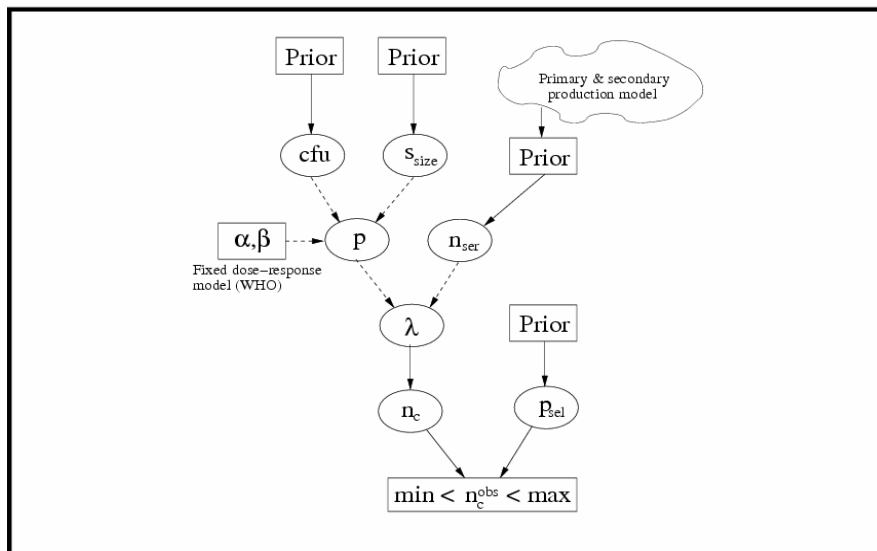 Prior
Prior
Primary & secondary
production model
cfu
s_size
Prior
α,β
p
n_ser
Fixed dose–response
model (WHO)
λ
Prior
n_c
p_sel
min < n_c^obs < max